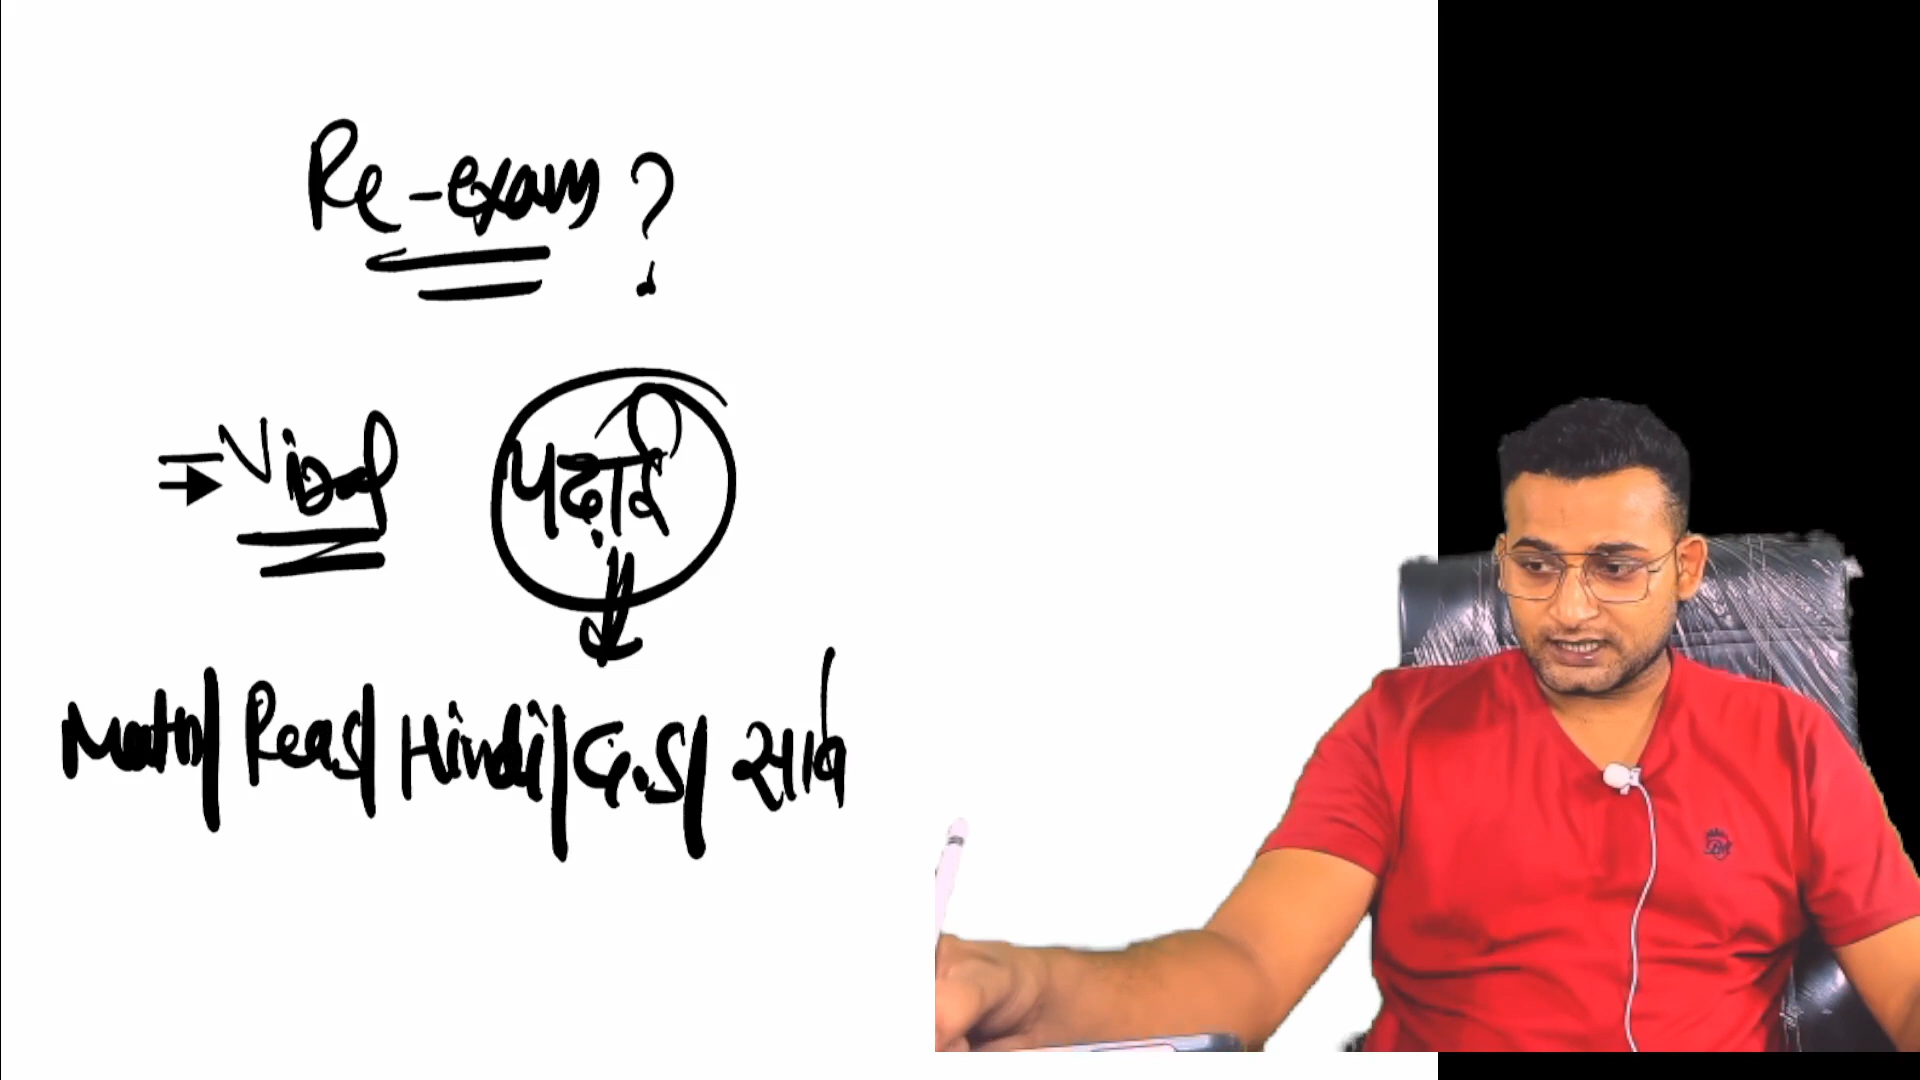 Re-exam ?
पढ़ाई
Math/ Reas/ Hindi/ G.S/